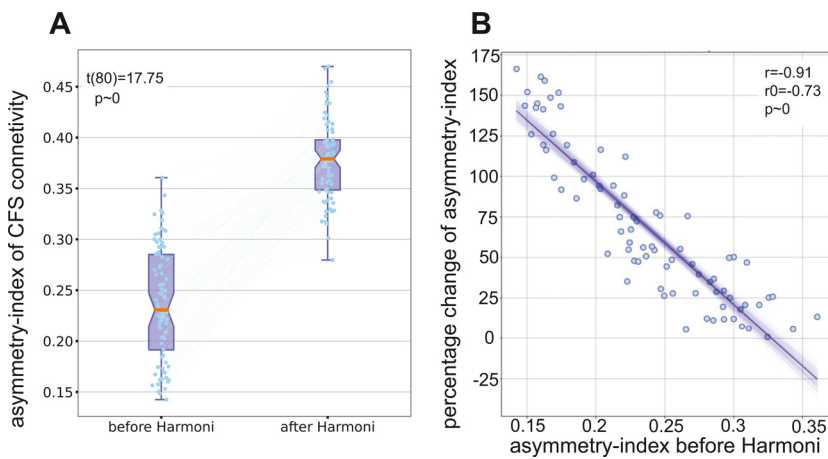 A
t(80)=17.75
p~0
asymmetry-index of CFS connetivity
0.45
0.40
0.35
0.30
0.25
0.20
0.15
before Harmoni
after Harmoni
B
r=-0.91
r0=-0.73
p~0
percentage change of asymmetry-index
175
150
125
100
75
50
25
0
-25
0.15
0.2
0.25
0.3
0.35
asymmetry-index before Harmoni